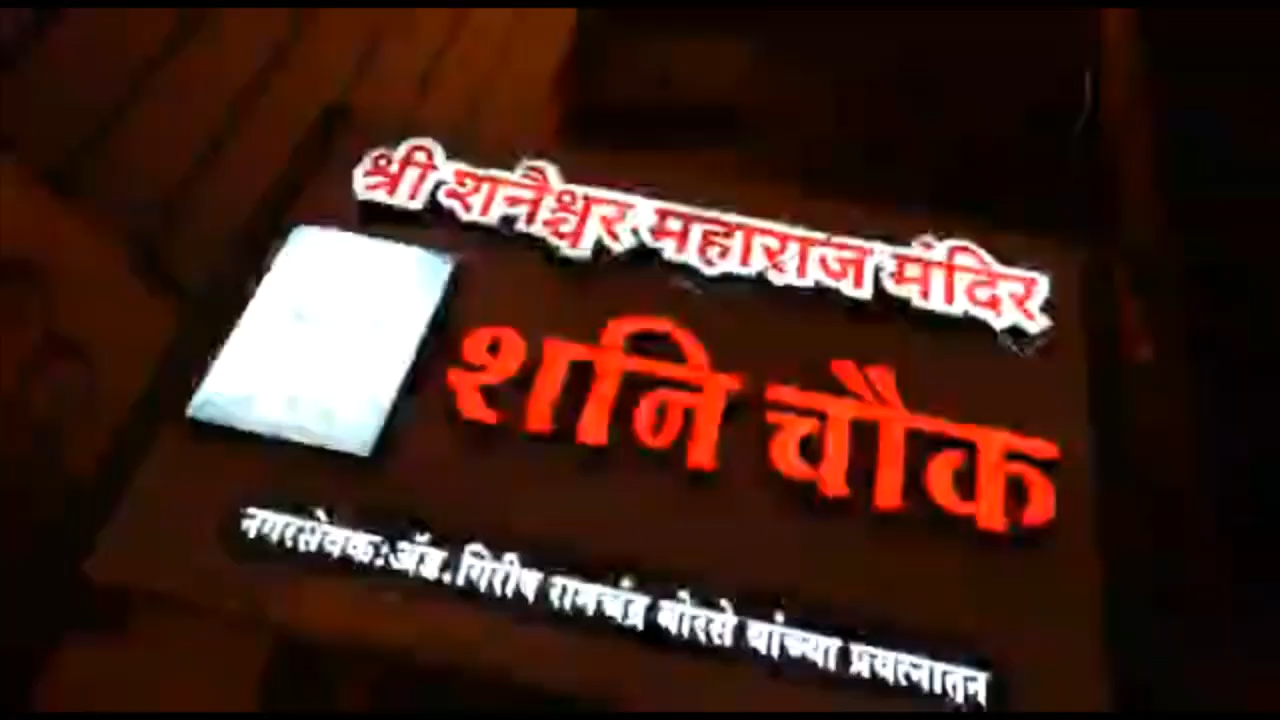 श्री शनैश्वर महाराज मंदिर
शनि चौक
नगरसेवक:ॲड.गिरीष रामचंद्र बोरसे यांच्या प्रयत्नातून